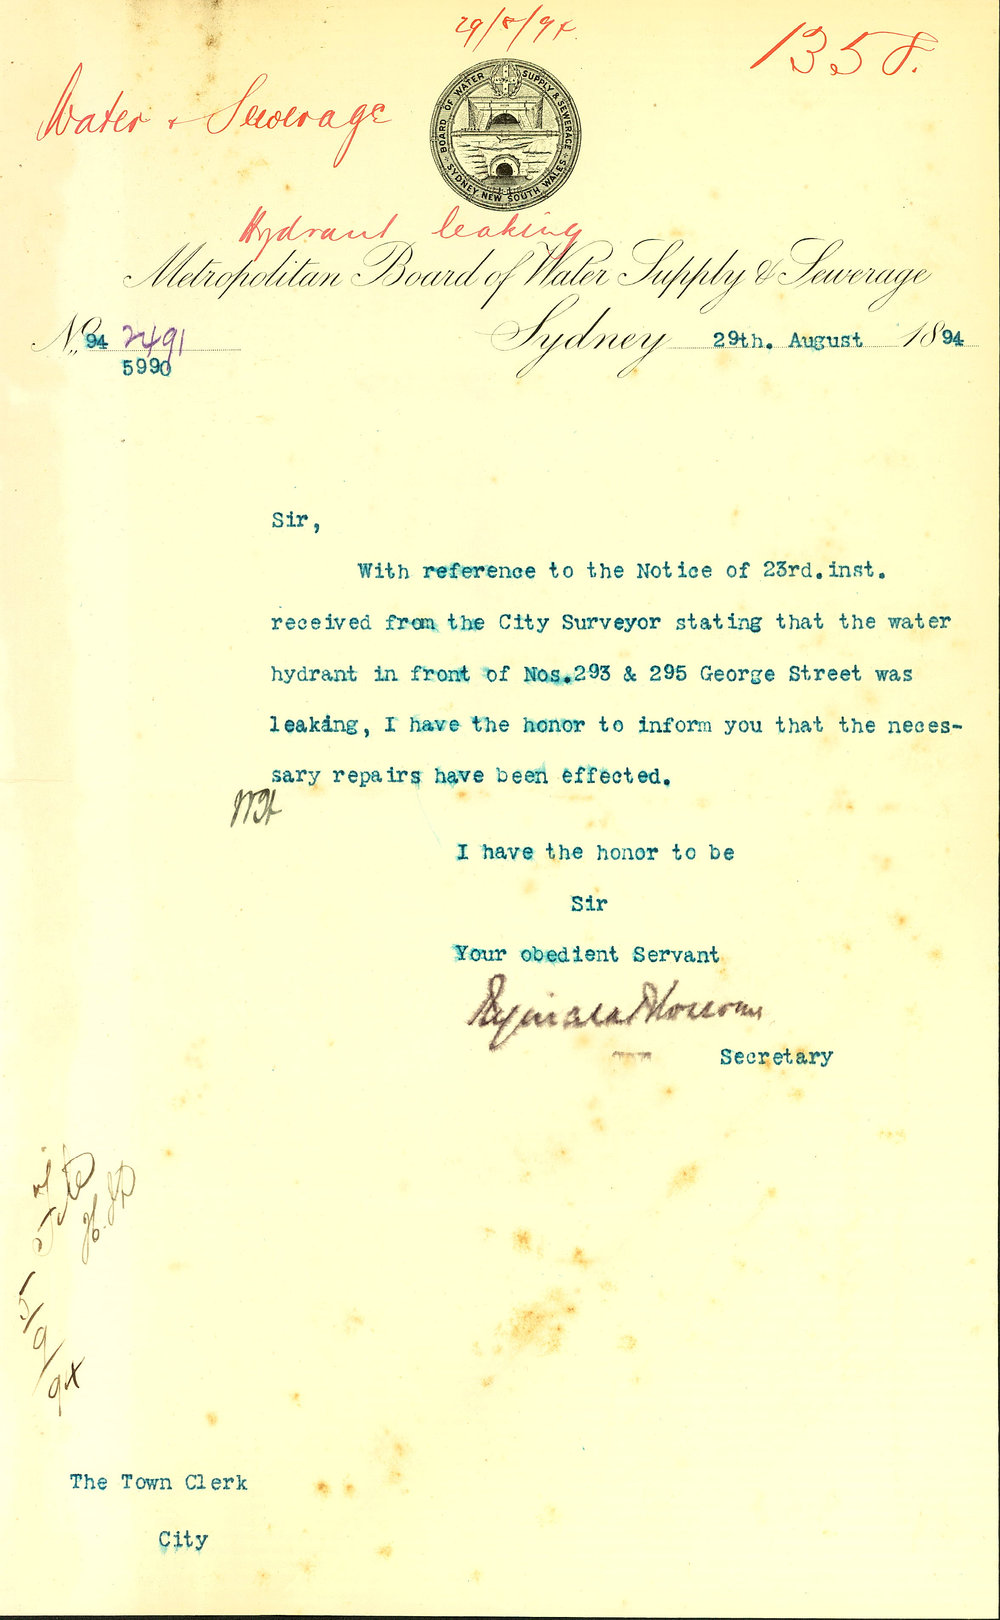 29/8/94.
1358.
Water & Sewerage
BOARD OF WATER SUPPLY & SEWERAGE
SYDNEY NEW SOUTH WALES
Hydrant leaking
Metropolitan Board of Water Supply & Sewerage
No. 94 2491
5990
Sydney 29th. August 1894
Sir,
With reference to the Notice of 23rd.inst.
received from the City Surveyor stating that the water
hydrant in front of Nos.293 & 295 George Street was
leaking, I have the honor to inform you that the neces-
sary repairs have been effected.
I have the honor to be
Sir
Your obedient Servant
Secretary
5/9/94
The Town Clerk
City